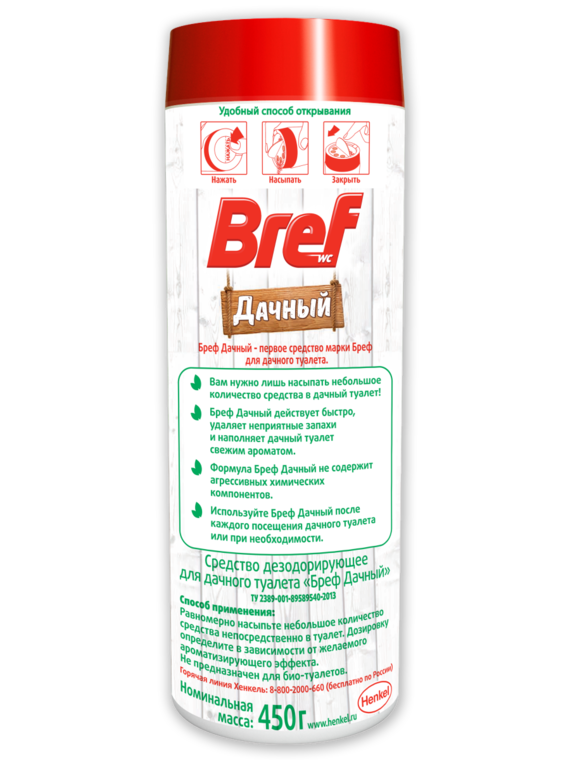 Удобный способ открывания
НАЖАТЬ
Нажать Насыпать Закрыть
Bref
WC
Дачный
Бреф Дачный - первое средство марки Бреф
для дачного туалета.
Вам нужно лишь насыпать небольшое
количество средства в дачный туалет!
Бреф Дачный действует быстро,
удаляет неприятные запахи
и наполняет дачный туалет
свежим ароматом.
Формула Бреф Дачный не содержит
агрессивных химических
компонентов.
Используйте Бреф Дачный после
каждого посещения дачного туалета
или при необходимости.
Средство дезодорирующее
для дачного туалета «Бреф Дачный»
ТУ 2389-001-89589540-2013
Способ применения:
Равномерно насыпьте небольшое количество
средства непосредственно в туалет. Дозировку
определите в зависимости от желаемого
ароматизирующего эффекта.
Не предназначен для био-туалетов.
Горячая линия Хенкель: 8-800-2000-660 (бесплатно по России)
Номинальная
масса: 450г www.henkel.ru
Henkel